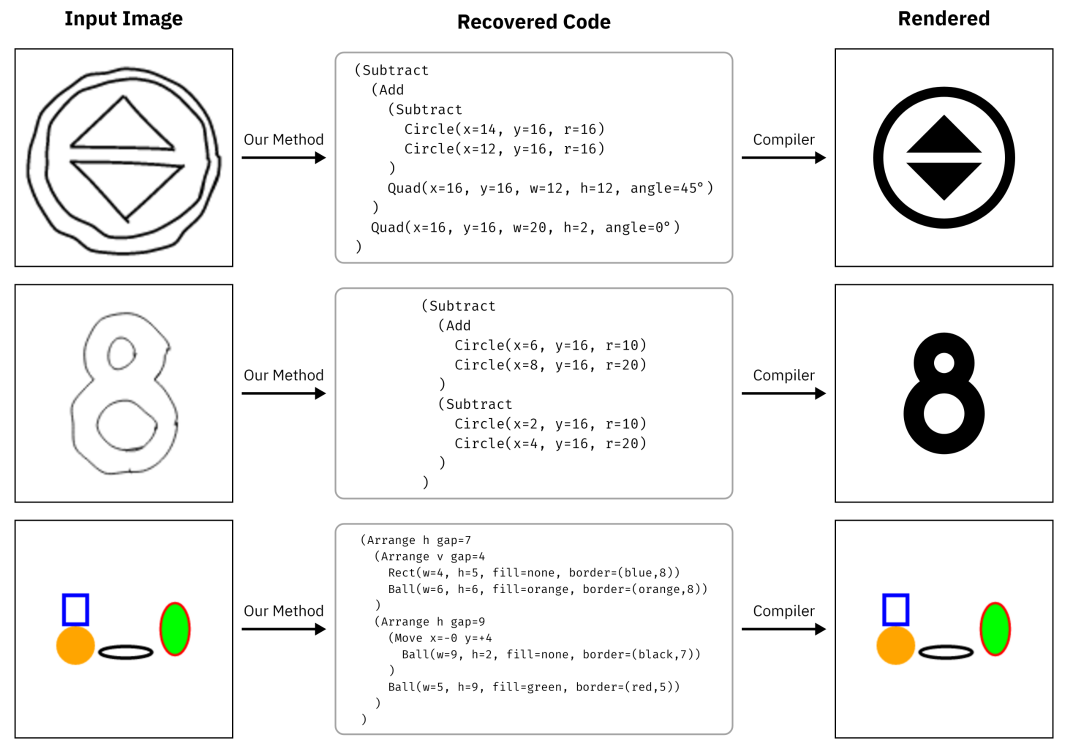 Input Image
Recovered Code
Rendered
Our Method
(Subtract
(Add
(Subtract
Circle(x=14, y=16, r=16)
Circle(x=12, y=16, r=16)
)
Quad(x=16, y=16, w=12, h=12, angle=45°)
)
Quad(x=16, y=16, w=20, h=2, angle=0°)
)
Compiler
Our Method
(Subtract
(Add
Circle(x=6, y=16, r=10)
Circle(x=8, y=16, r=20)
)
(Subtract
Circle(x=2, y=16, r=10)
Circle(x=4, y=16, r=20)
)
)
Compiler
Our Method
(Arrange h gap=7
(Arrange v gap=4
Rect(w=4, h=5, fill=none, border=(blue,8))
Ball(w=6, h=6, fill=orange, border=(orange,8))
)
(Arrange h gap=9
(Move x=-0 y=+4
Ball(w=9, h=2, fill=none, border=(black,7))
)
Ball(w=5, h=9, fill=green, border=(red,5))
)
)
Compiler